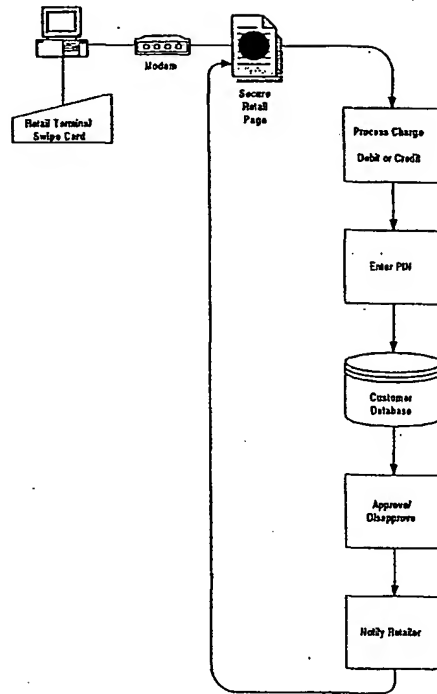 Modem
Retail Terminal
Swipe Card
Secure
Retail
Page
Process Charge
Debit or Credit
Enter PIN
Customer
Database
Approve/
Disapprove
Notify Retailer